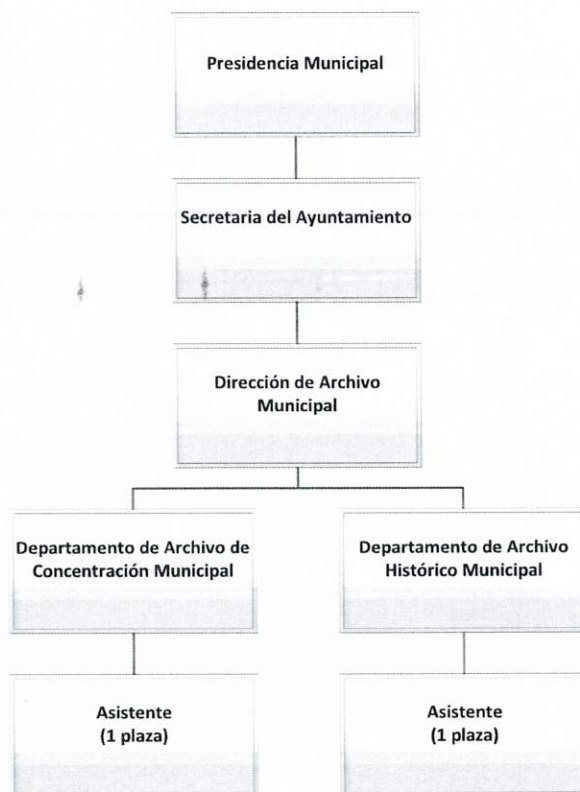 Presidencia Municipal
Secretaria del Ayuntamiento
Dirección de Archivo
Municipal
Departamento de Archivo de
Concentración Municipal
Departamento de Archivo
Histórico Municipal
Asistente
(1 plaza)
Asistente
(1 plaza)